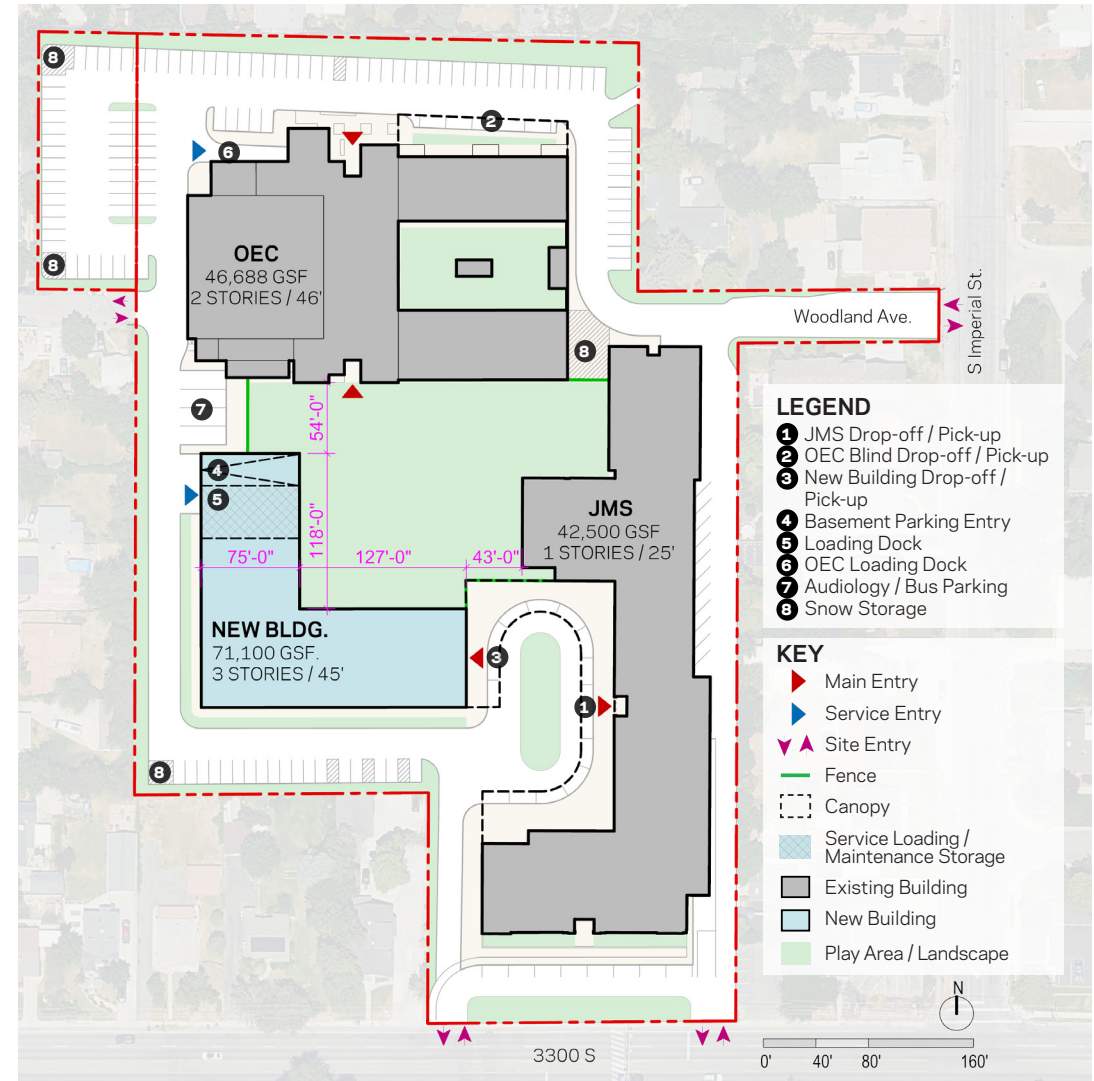 8
2
6
OEC
46,688 GSF
2 STORIES / 46'
8
Woodland Ave.
S Imperial St.
8
7
54'-0"
4
5
118'-0"
75'-0"
127'-0"
43'-0"
JMS
42,500 GSF
1 STORIES / 25'
NEW BLDG.
71,100 GSF.
3 STORIES / 45'
3
1
8
LEGEND
1 JMS Drop-off / Pick-up
2 OEC Blind Drop-off / Pick-up
3 New Building Drop-off /
Pick-up
4 Basement Parking Entry
5 Loading Dock
6 OEC Loading Dock
7 Audiology / Bus Parking
8 Snow Storage
KEY
Main Entry
Service Entry
Site Entry
Fence
Canopy
Service Loading /
Maintenance Storage
Existing Building
New Building
Play Area / Landscape
N
3300 S
0' 40' 80' 160'